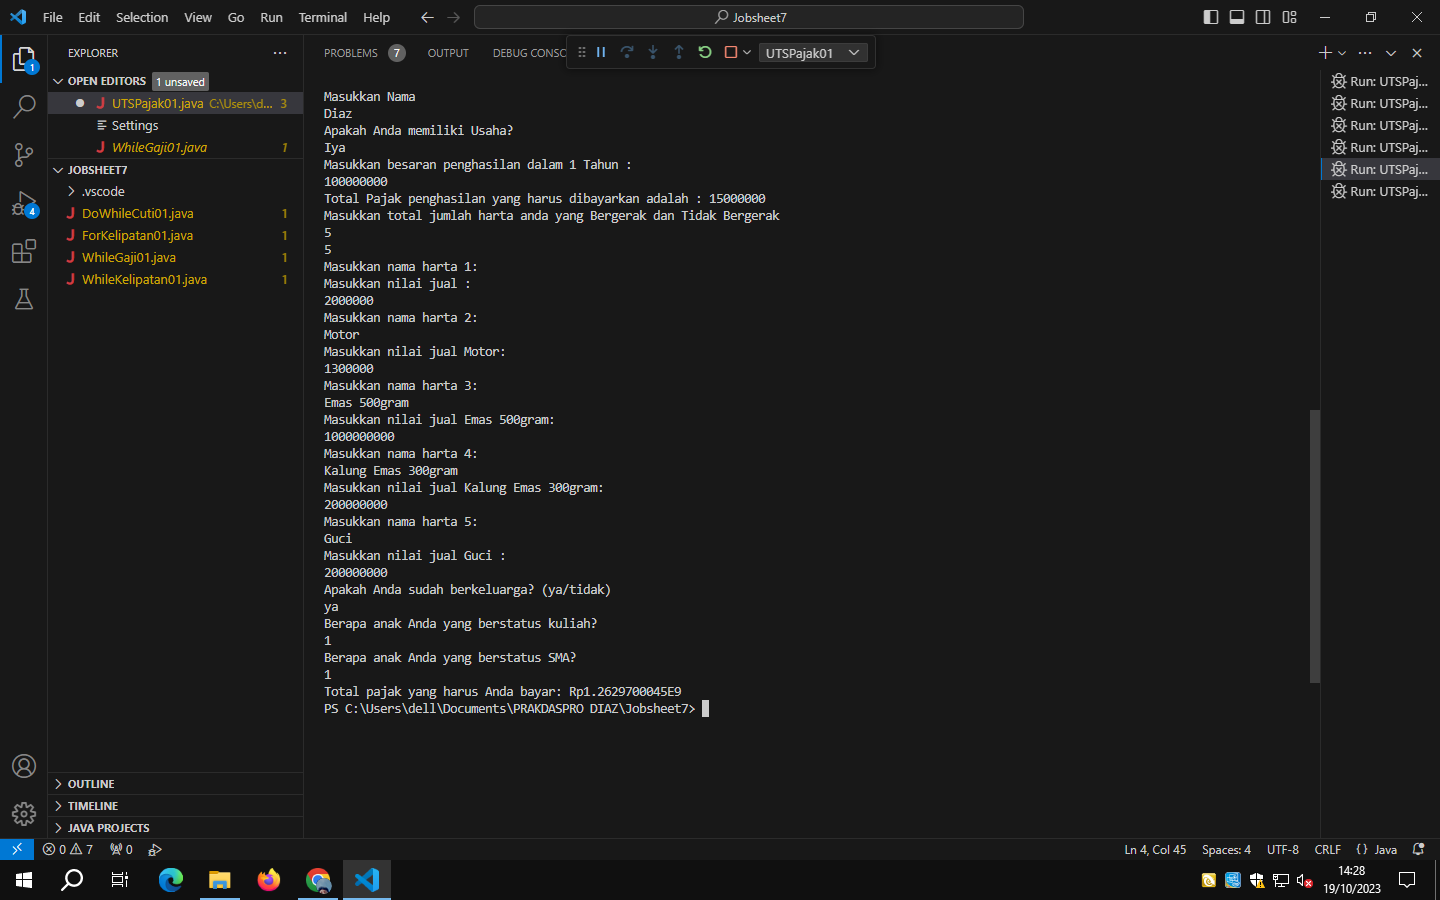 File Edit Selection View Go Run Terminal Help
Jobsheet7
EXPLORER
OPEN EDITORS 1 unsaved
UTSPajak01.java C:\Users\d... 3
Settings
WhileGaji01.java 1
JOBSHEET7
.vscode
DoWhileCuti01.java 1
ForKelipatan01.java 1
WhileGaji01.java 1
WhileKelipatan01.java 1
OUTLINE
TIMELINE
JAVA PROJECTS
1
4
PROBLEMS 7 OUTPUT DEBUG CONSO
UTSPajak01
Masukkan Nama
Diaz
Apakah Anda memiliki Usaha?
Iya
Masukkan besaran penghasilan dalam 1 Tahun :
100000000
Total Pajak penghasilan yang harus dibayarkan adalah : 15000000
Masukkan total jumlah harta anda yang Bergerak dan Tidak Bergerak
5
5
Masukkan nama harta 1:
Masukkan nilai jual :
2000000
Masukkan nama harta 2:
Motor
Masukkan nilai jual Motor:
1300000
Masukkan nama harta 3:
Emas 500gram
Masukkan nilai jual Emas 500gram:
1000000000
Masukkan nama harta 4:
Kalung Emas 300gram
Masukkan nilai jual Kalung Emas 300gram:
200000000
Masukkan nama harta 5:
Guci
Masukkan nilai jual Guci :
200000000
Apakah Anda sudah berkeluarga? (ya/tidak)
ya
Berapa anak Anda yang berstatus kuliah?
1
Berapa anak Anda yang berstatus SMA?
1
Total pajak yang harus Anda bayar: Rp1.2629700045E9
PS C:\Users\dell\Documents\PRAKDASPRO DIAZ\Jobsheet7>
Run: UTSPaj...
Run: UTSPaj...
Run: UTSPaj...
Run: UTSPaj...
Run: UTSPaj...
Run: UTSPaj...
0 7 0
Ln 4, Col 45 Spaces: 4 UTF-8 CRLF {} Java
14:28
19/10/2023